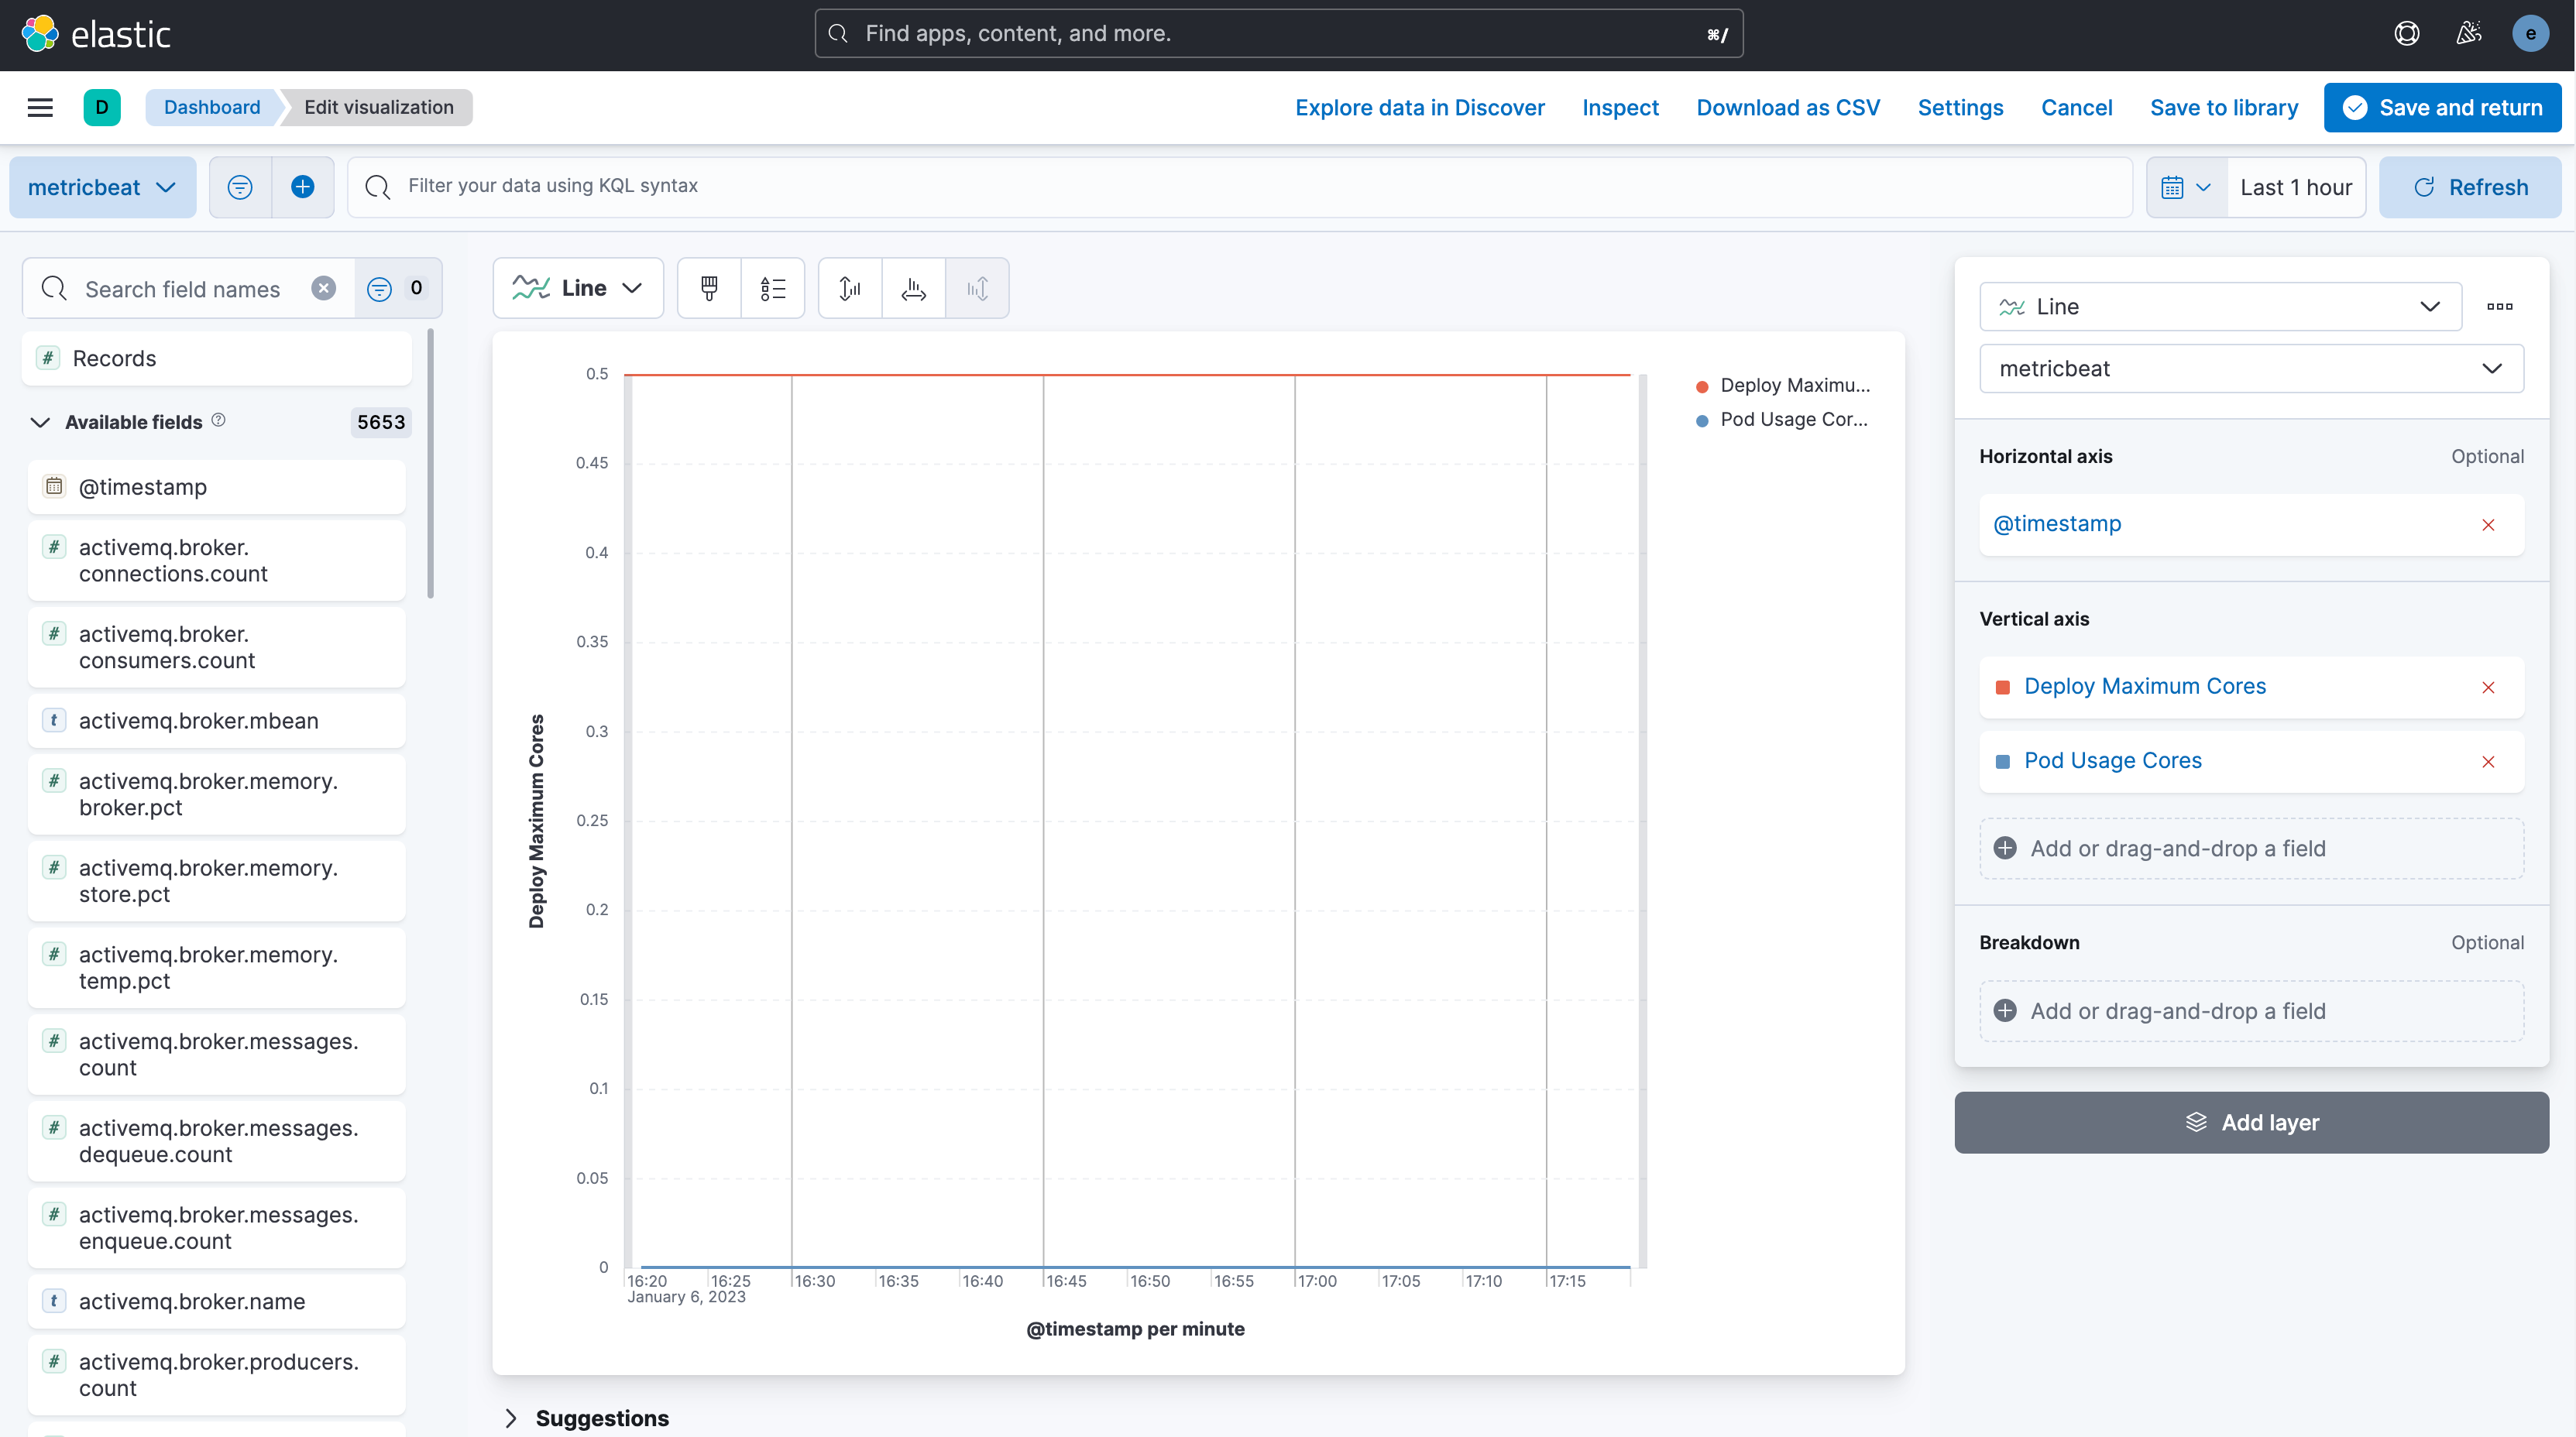 elastic
Find apps, content, and more.
⌘/
e
D
Dashboard
Edit visualization
Explore data in Discover
Inspect
Download as CSV
Settings
Cancel
Save to library
Save and return
metricbeat
Filter your data using KQL syntax
Last 1 hour
Refresh
Search field names
0
# Records
Available fields
5653
@timestamp
# activemq.broker.
connections.count
# activemq.broker.
consumers.count
t activemq.broker.mbean
# activemq.broker.memory.
broker.pct
# activemq.broker.memory.
store.pct
# activemq.broker.memory.
temp.pct
# activemq.broker.messages.
count
# activemq.broker.messages.
dequeue.count
# activemq.broker.messages.
enqueue.count
t activemq.broker.name
# activemq.broker.producers.
count
Line
Deploy Maximum Cores
0.5
0.45
0.4
0.35
0.3
0.25
0.2
0.15
0.1
0.05
0
16:20 16:25 16:30 16:35 16:40 16:45 16:50 16:55 17:00 17:05 17:10 17:15
January 6, 2023
@timestamp per minute
Deploy Maximu...
Pod Usage Cor...
Suggestions
Line
metricbeat
Horizontal axis
Optional
@timestamp
Vertical axis
Deploy Maximum Cores
Pod Usage Cores
Add or drag-and-drop a field
Breakdown
Optional
Add or drag-and-drop a field
Add layer